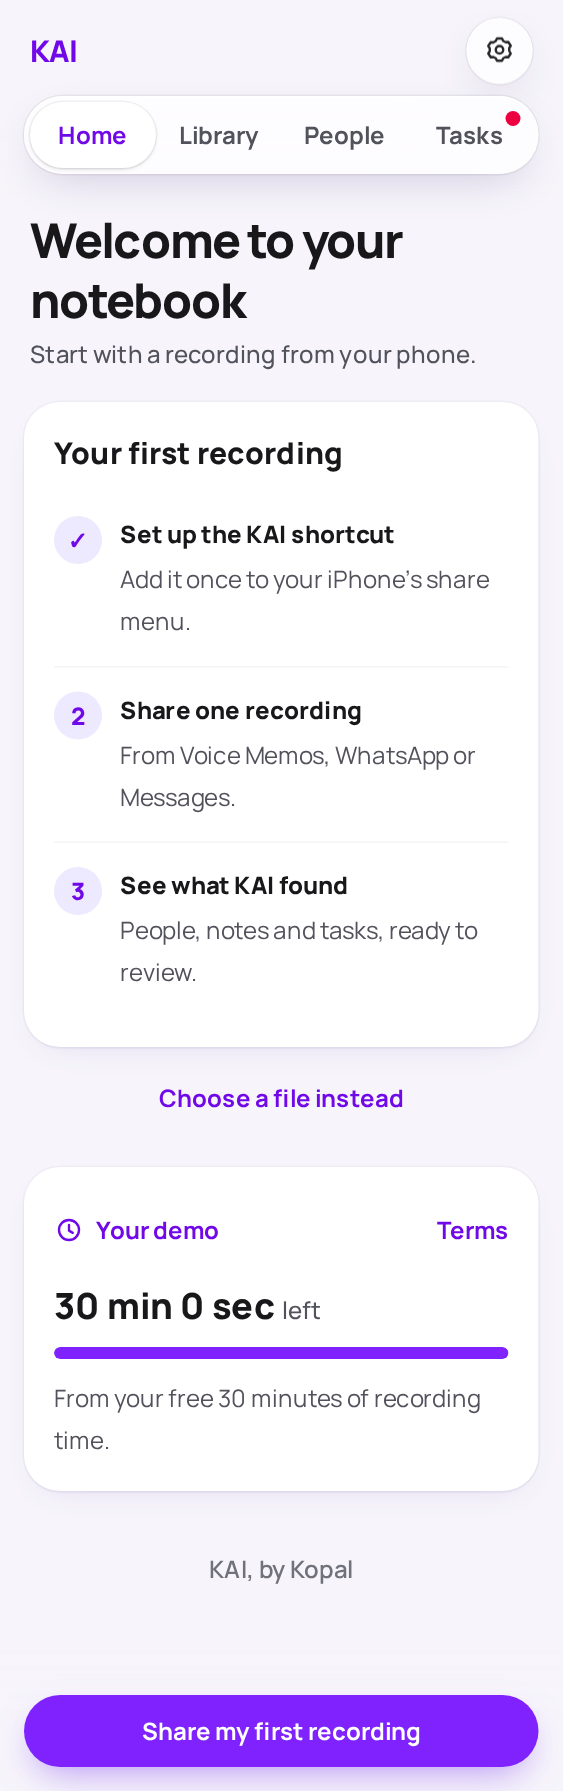 KAI
Home Library People Tasks
Welcome to your
notebook
Start with a recording from your phone.
Your first recording
✓ Set up the KAI shortcut
Add it once to your iPhone’s share
menu.
2 Share one recording
From Voice Memos, WhatsApp or
Messages.
3 See what KAI found
People, notes and tasks, ready to
review.
Choose a file instead
Your demo Terms
30 min 0 sec left
From your free 30 minutes of recording
time.
KAI, by Kopal
Share my first recording